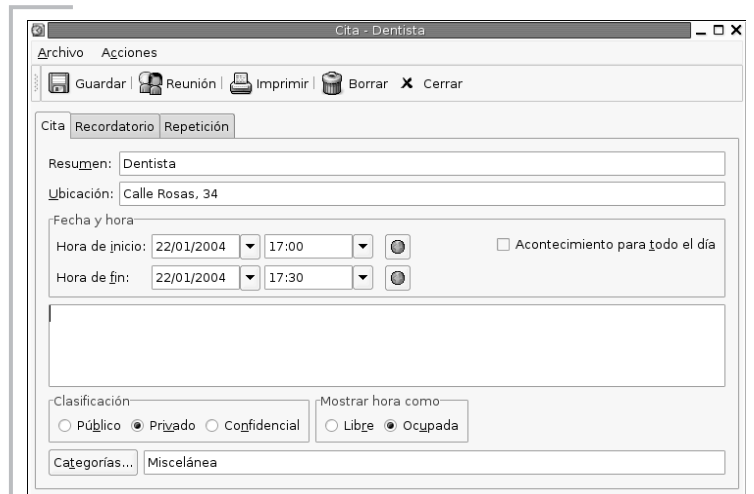 Cita - Dentista
Archivo Acciones
Guardar Reunión Imprimir Borrar Cerrar
Cita Recordatorio Repetición
Resumen: Dentista
Ubicación: Calle Rosas, 34
Fecha y hora
Hora de inicio: 22/01/2004 17:00 Acontecimiento para todo el día
Hora de fin: 22/01/2004 17:30
Clasificación Mostrar hora como
Público Privado Confidencial Libre Ocupada
Categorías... Miscelánea